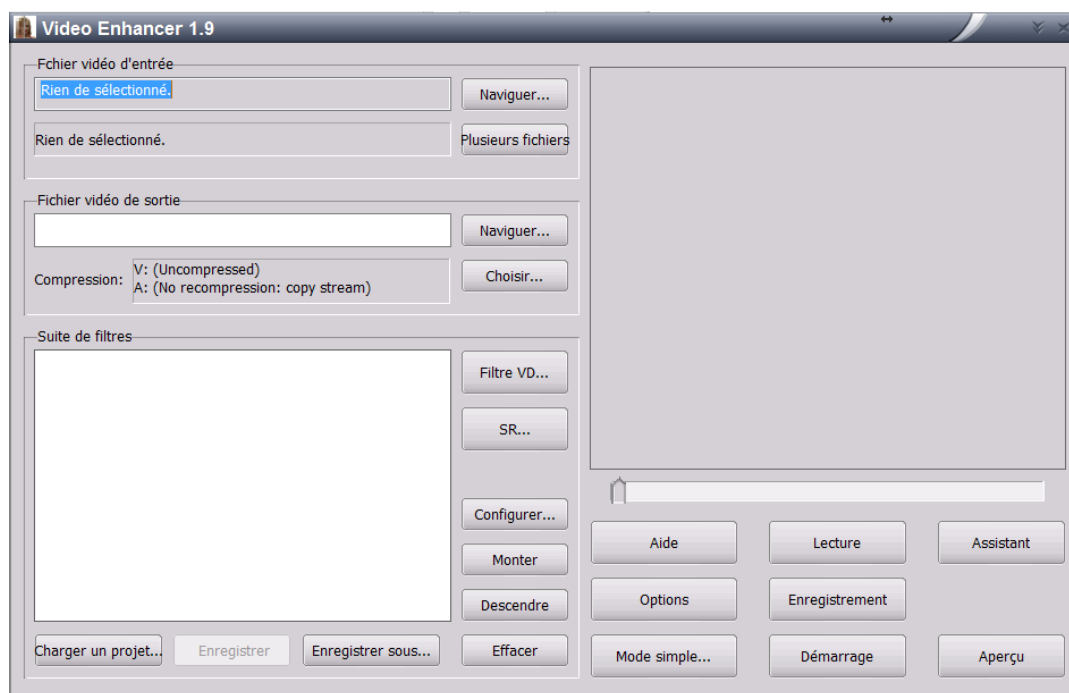 Video Enhancer 1.9
Fchier vidéo d'entrée
Rien de sélectionné.
Naviguer...
Rien de sélectionné.
Plusieurs fichiers
Fichier vidéo de sortie
Naviguer...
Compression:
V: (Uncompressed)
A: (No recompression: copy stream)
Choisir...
Suite de filtres
Filtre VD...
SR...
Configurer...
Monter
Descendre
Charger un projet...
Enregistrer
Enregistrer sous...
Effacer
Aide
Lecture
Assistant
Options
Enregistrement
Mode simple...
Démarrage
Aperçu